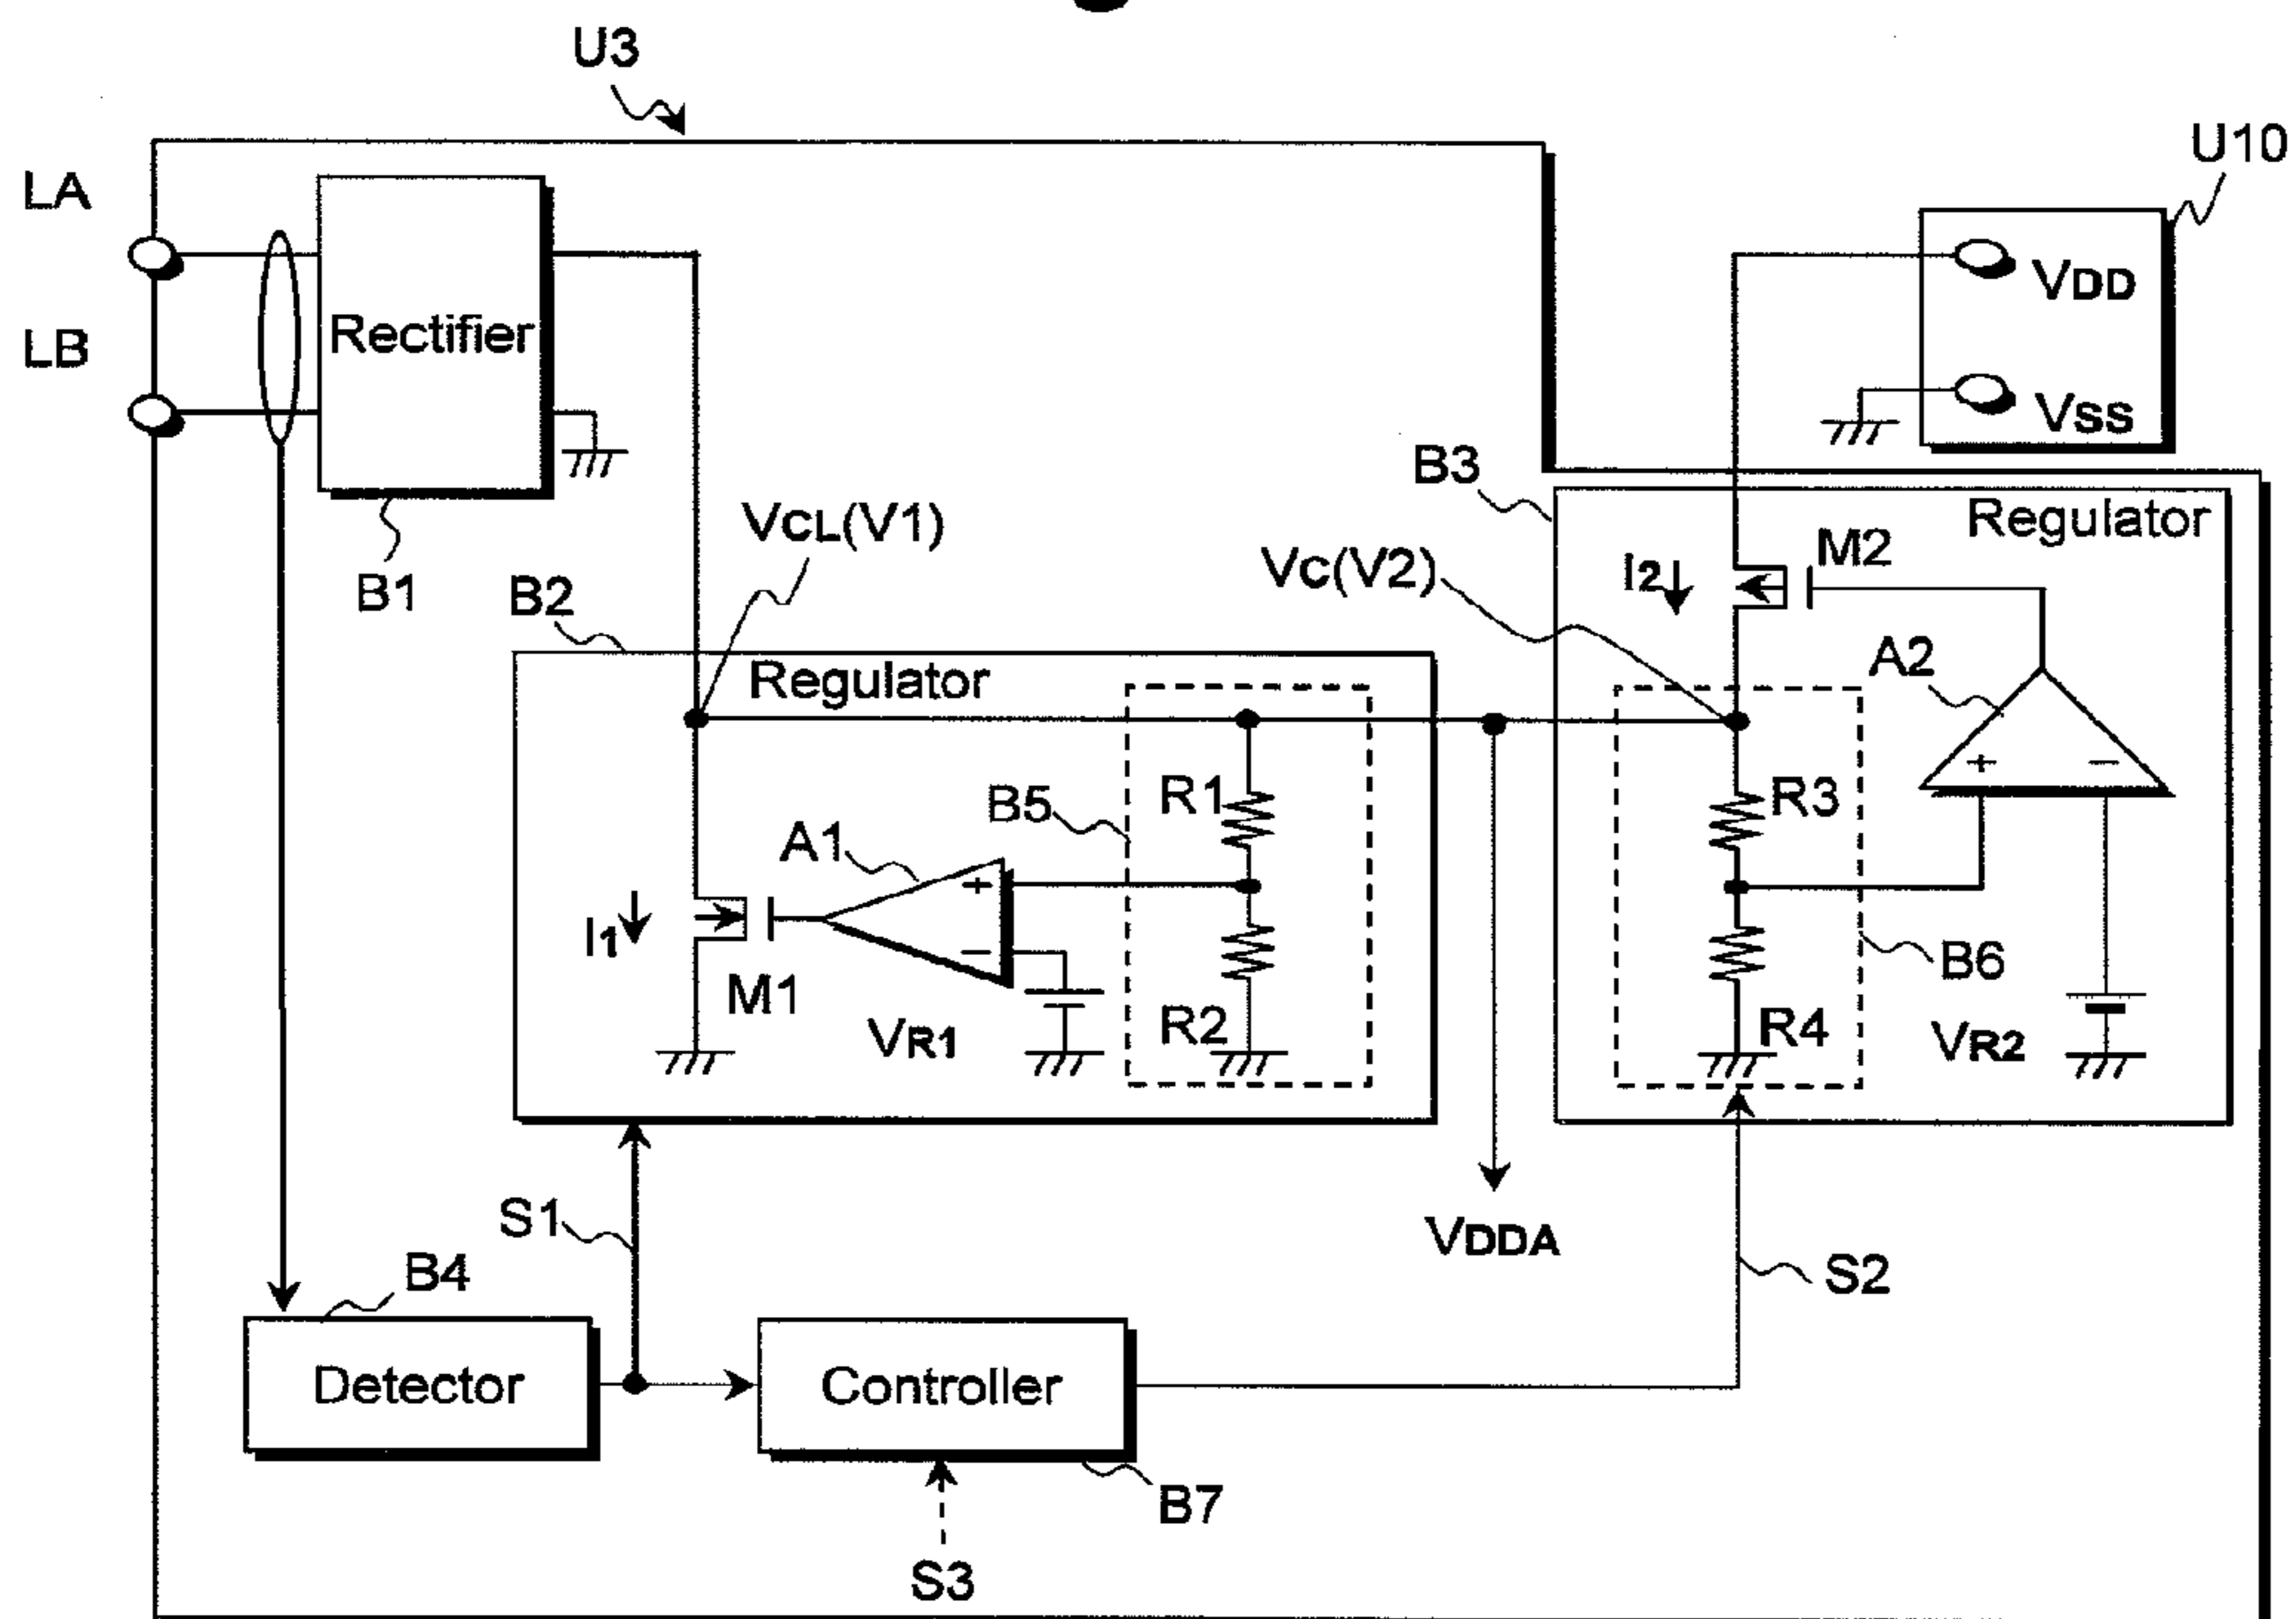 U3
U10
LA
LB
Rectifier
VDD
VSS
B3
Regulator
VCL(V1)
VC(V2)
I2
M2
B1
B2
Regulator
A2
+
−
B5
R1
R3
A1
+
−
I1
M1
VR1
R2
B6
R4
VR2
S1
VDDA
S2
B4
Detector
Controller
B7
S3